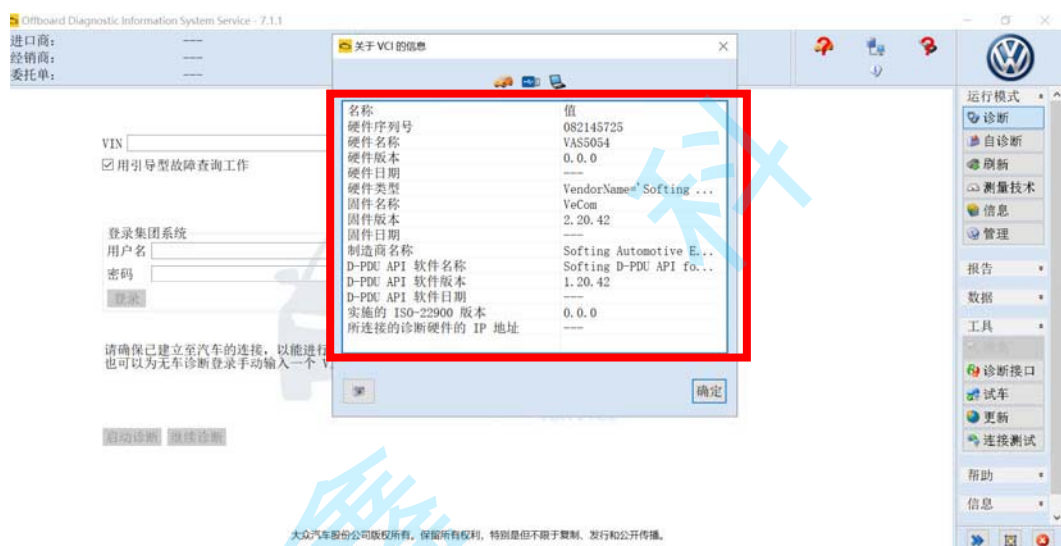 Offboard Diagnostic Information System Service - 7.1.1
进口商: ---
经销商: ---
委托单: ---
关于 VCI 的信息
名称 值
硬件序列号 082145725
硬件名称 VAS5054
硬件版本 0.0.0
硬件日期 ---
硬件类型 VendorName='Softing ...
固件名称 VeCom
固件版本 2.20.42
固件日期 ---
制造商名称 Softing Automotive E...
D-PDU API 软件名称 Softing D-PDU API fo...
D-PDU API 软件版本 1.20.42
D-PDU API 软件日期 ---
实施的 ISO-22900 版本 0.0.0
所连接的诊断硬件的 IP 地址 ---
确定
VIN
用引导型故障查询工作
登录集团系统
用户名
密码
登录
请确保已建立至汽车的连接，以能进行
也可以为无车诊断登录手动输入一个 V
启动诊断 继续诊断
大众汽车股份公司版权所有。保留所有权利，特别是但不限于复制、发行和公开传播。
运行模式
诊断
自诊断
刷新
测量技术
信息
管理
报告
数据
工具
诊断接口
试车
更新
连接测试
帮助
信息